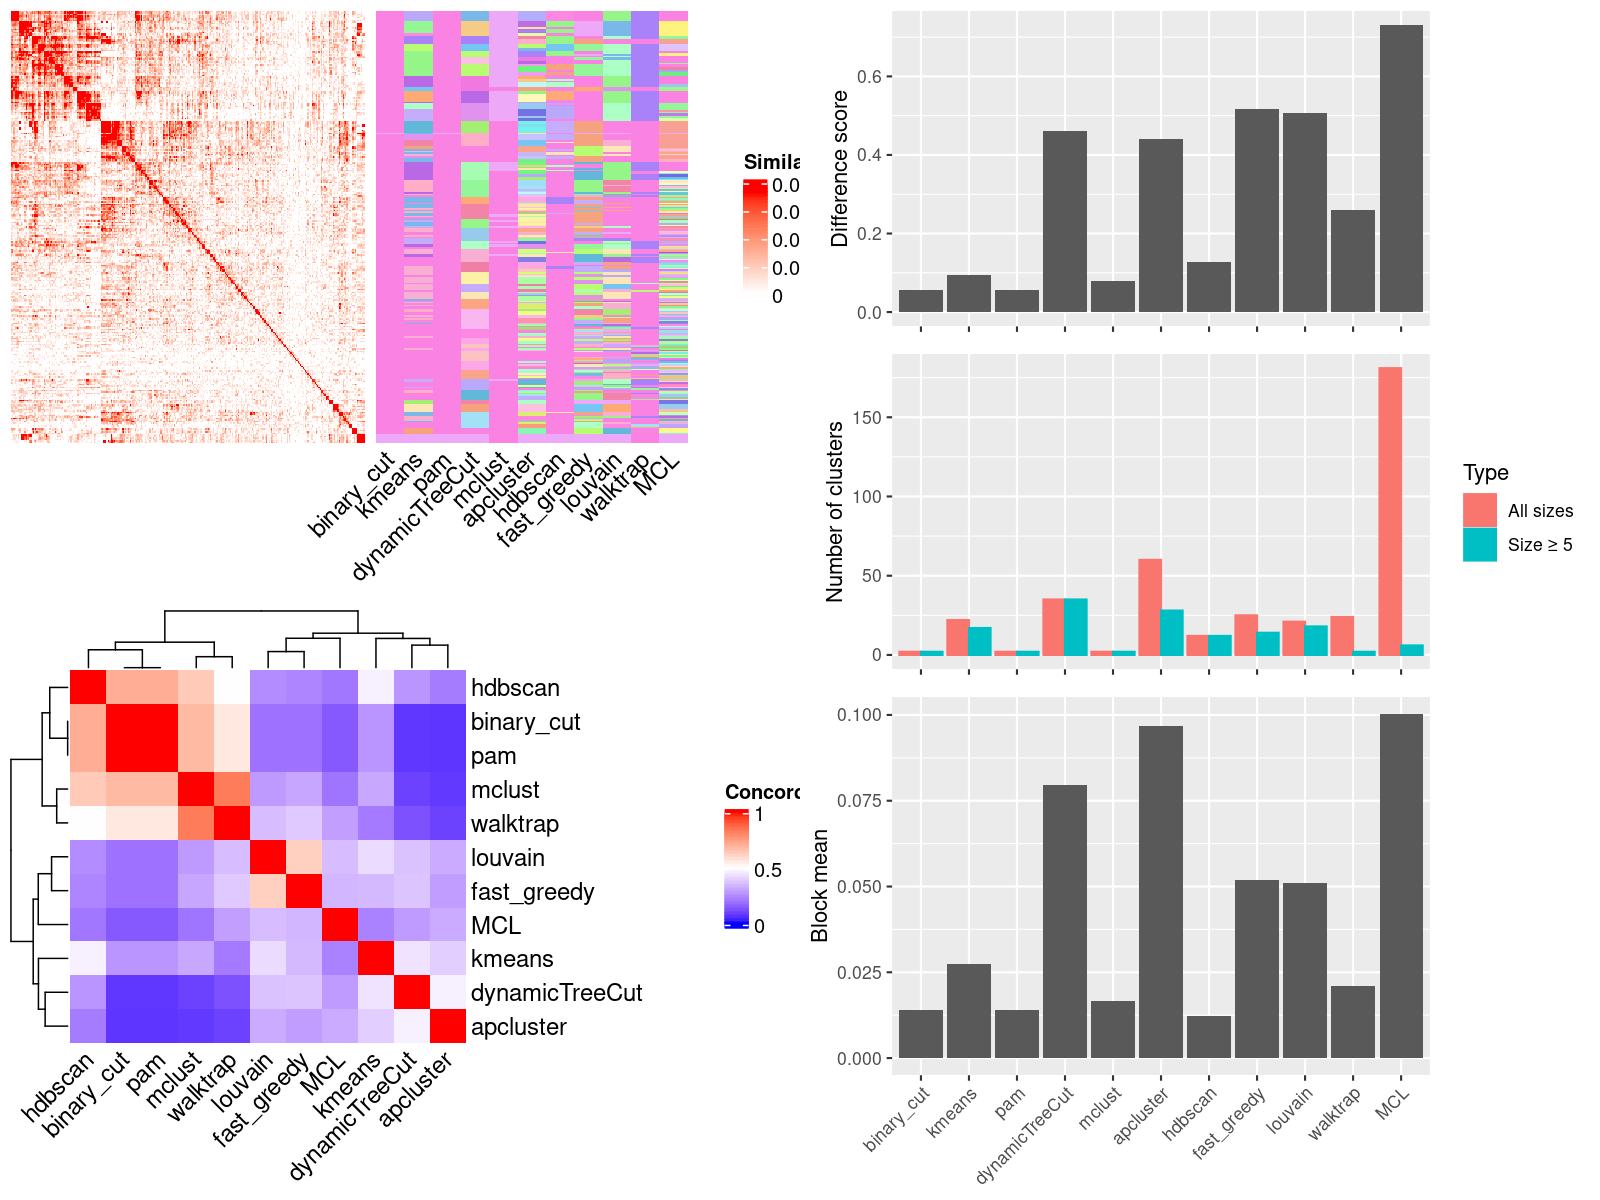 Simila
0.0
0.0
0.0
0.0
0
binary_cut
kmeans
pam
dynamicTreeCut
mclust
apcluster
hdbscan
fast_greedy
louvain
walktrap
MCL
hdbscan
binary_cut
pam
mclust
walktrap
louvain
fast_greedy
MCL
kmeans
dynamicTreeCut
apcluster
hdbscan
binary_cut
pam
mclust
walktrap
louvain
fast_greedy
MCL
kmeans
dynamicTreeCut
apcluster
Concord
1
0.5
0
Difference score
0.6
0.4
0.2
0.0
Number of clusters
150
100
50
0
Type
All sizes
Size ≥ 5
Block mean
0.100
0.075
0.050
0.025
0.000
binary_cut
kmeans
pam
dynamicTreeCut
mclust
apcluster
hdbscan
fast_greedy
louvain
walktrap
MCL